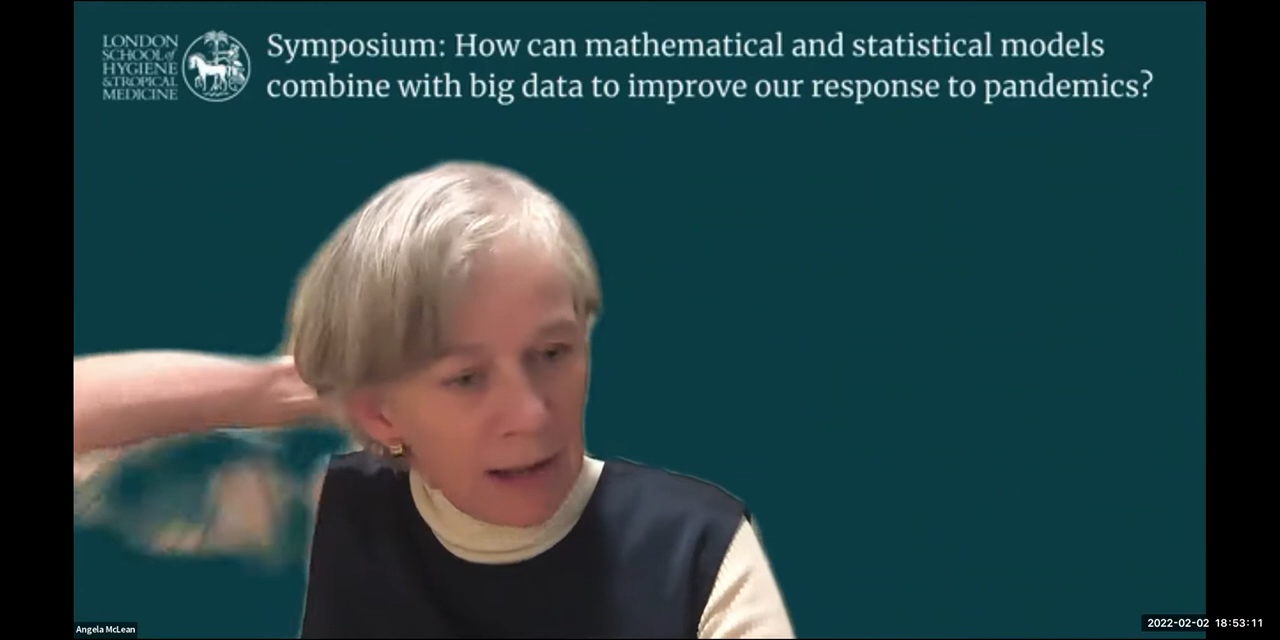 LONDON
SCHOOL of
HYGIENE
& TROPICAL
MEDICINE
Symposium: How can mathematical and statistical models
combine with big data to improve our response to pandemics?
Angela McLean
2022-02-02 18:53:11